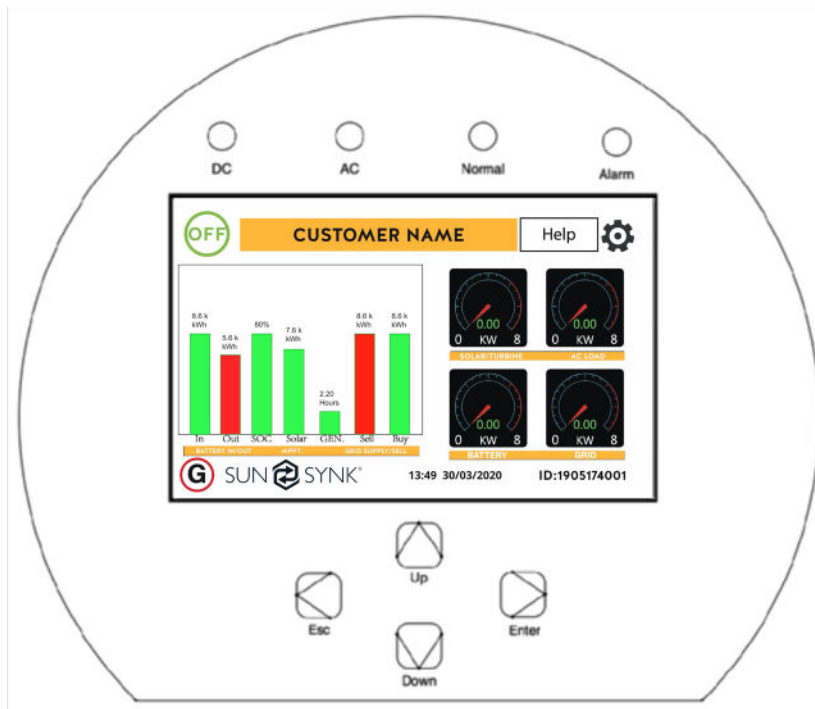 DC AC Normal Alarm
OFF CUSTOMER NAME Help
8.6 k
kWh
5.6 k
kWh
80%
7.6 k
kWh
2.20
Hours
8.6 k
kWh
8.6 k
kWh
In Out SOC Solar GEN. Sell Buy
BATTERY IN/OUT MPPT. GRID SUPPLY/SELL
0.00 0.00
0 KW 8 0 KW 8
SOLAR/TURBINE AC LOAD
0.00 0.00
0 KW 8 0 KW 8
BATTERY GRID
G SUN SYNK® 13:49 30/03/2020 ID:1905174001
Up
Esc Enter
Down